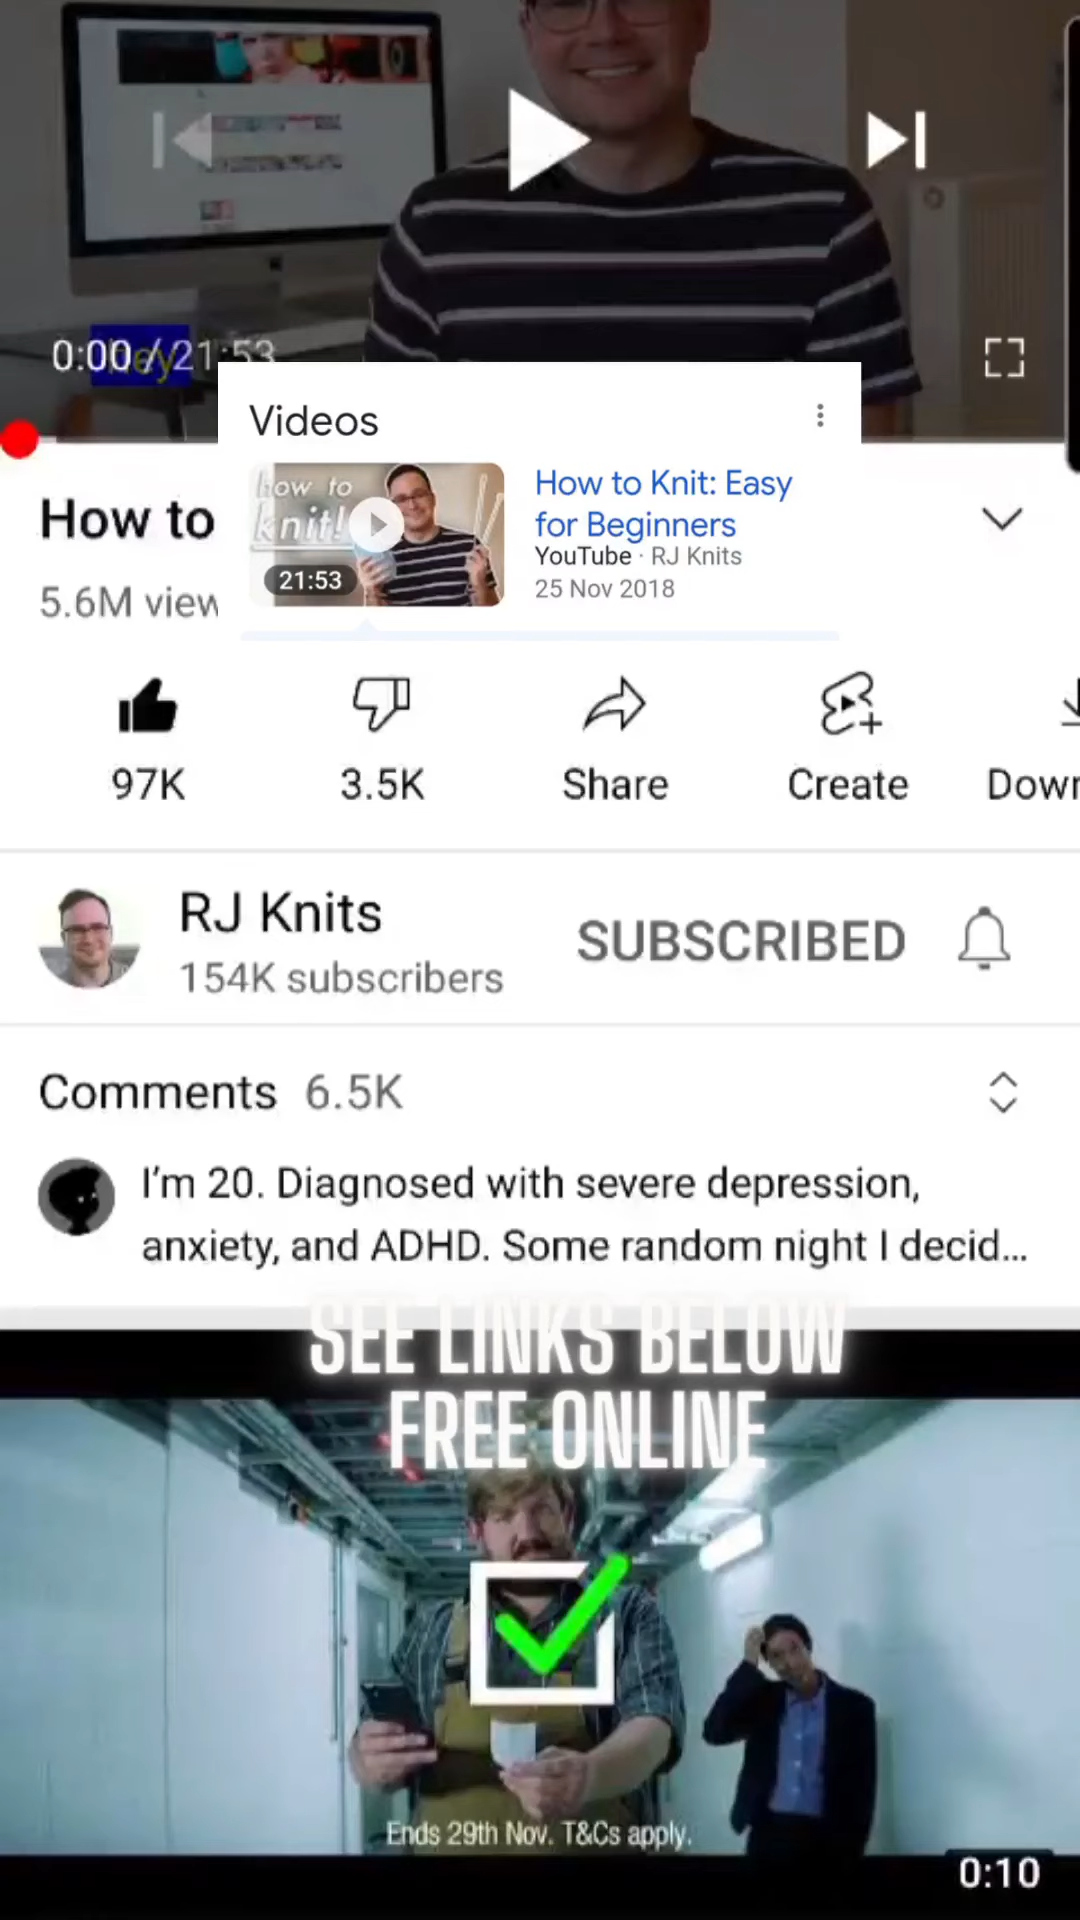 0:00 / 21:53
hey
Videos
how to
knit!
21:53
How to Knit: Easy
for Beginners
YouTube · RJ Knits
25 Nov 2018
How to
5.6M view
97K
3.5K
Share
Create
Down
RJ Knits
154K subscribers
SUBSCRIBED
Comments 6.5K
I'm 20. Diagnosed with severe depression,
anxiety, and ADHD. Some random night I decid...
SEE LINKS BELOW
FREE ONLINE
Ends 29th Nov. T&Cs apply.
0:10